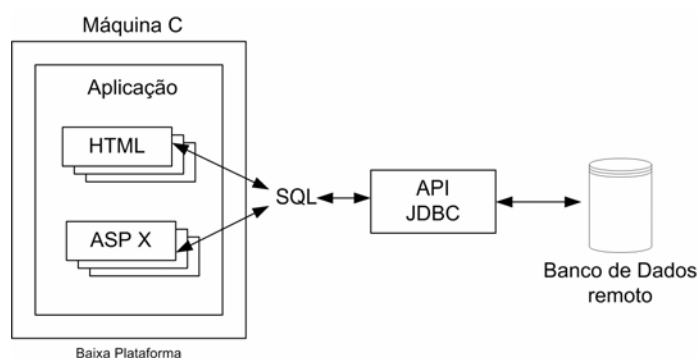 Máquina C
Aplicação
HTML
ASP X
SQL
API
JDBC
Banco de Dados
remoto
Baixa Plataforma